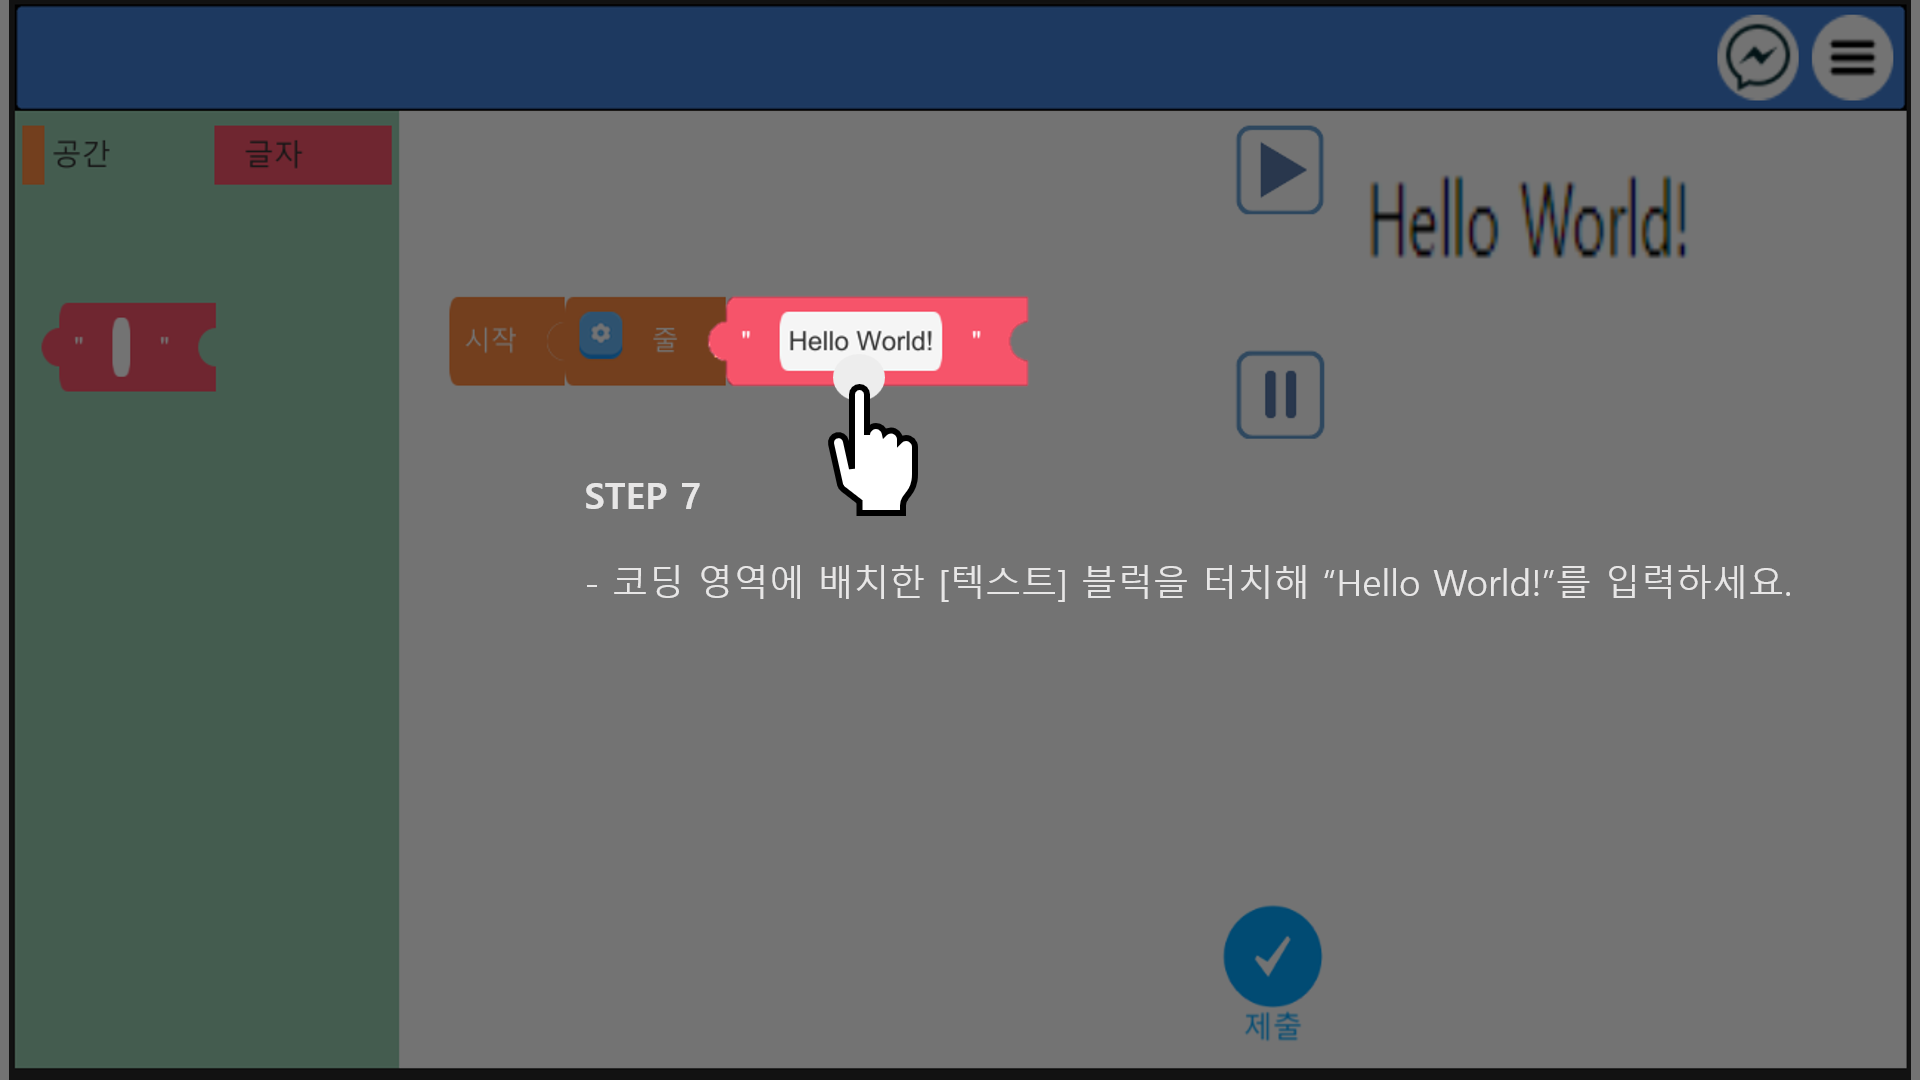 공간 글자
Hello World!
" "
시작 줄 " Hello World! "
STEP 7
- 코딩 영역에 배치한 [텍스트] 블럭을 터치해 “Hello World!”를 입력하세요.
제출